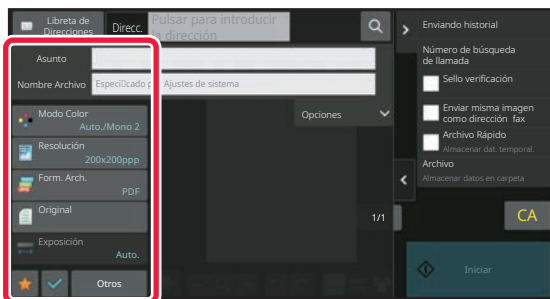 Libreta de
Direcciones
Direcc.
Pulsar para introducir
la dirección
Asunto
Nombre Archivo
Especificado por Ajustes de sistema
Modo Color
Auto./Mono 2
Resolución
200x200ppp
Form. Arch.
PDF
Original
Exposición
Auto.
Otros
Opciones
1/1
Enviando historial
Número de búsqueda
de llamada
Sello verificación
Enviar misma imagen
como dirección fax
Archivo Rápido
Almacenar dat. temporal.
Archivo
Almacenar datos en carpeta
CA
Iniciar